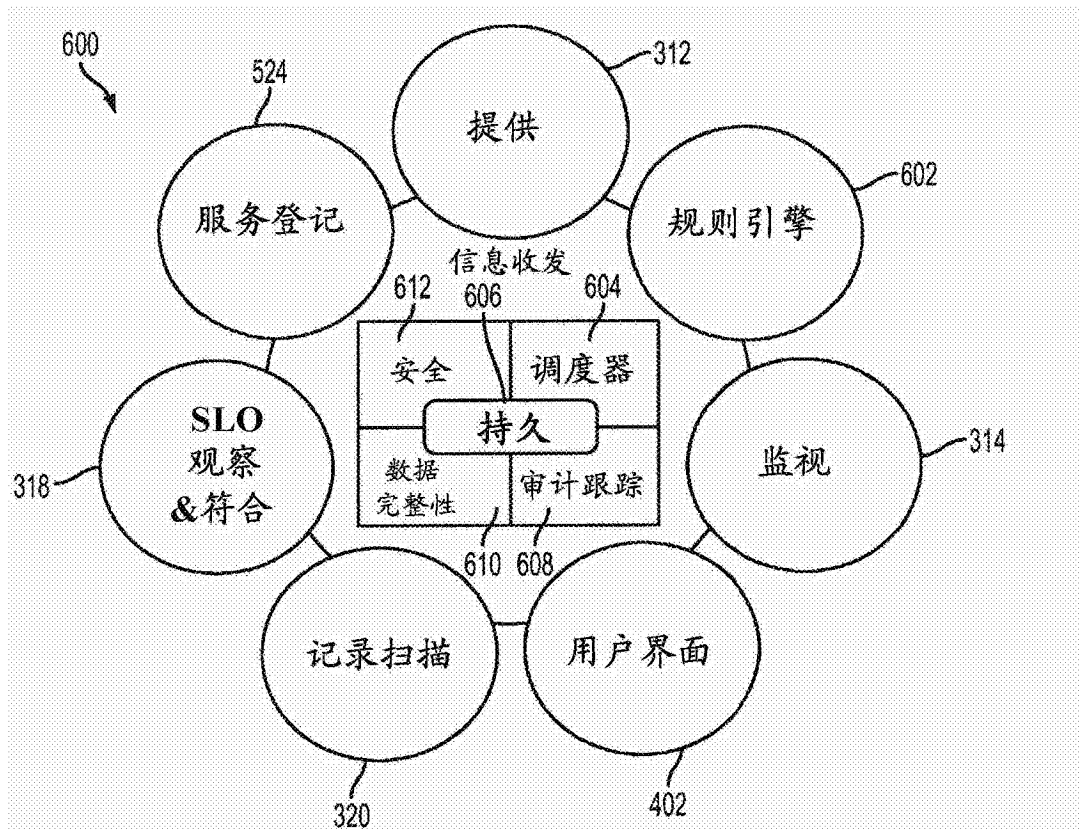 600
524
312
提供
602
服务登记
规则引擎
信息收发
612
606
604
安全
调度器
持久
SLO
观察
&符合
318
监视
314
数据
完整性
审计跟踪
610
608
记录扫描
用户界面
320
402